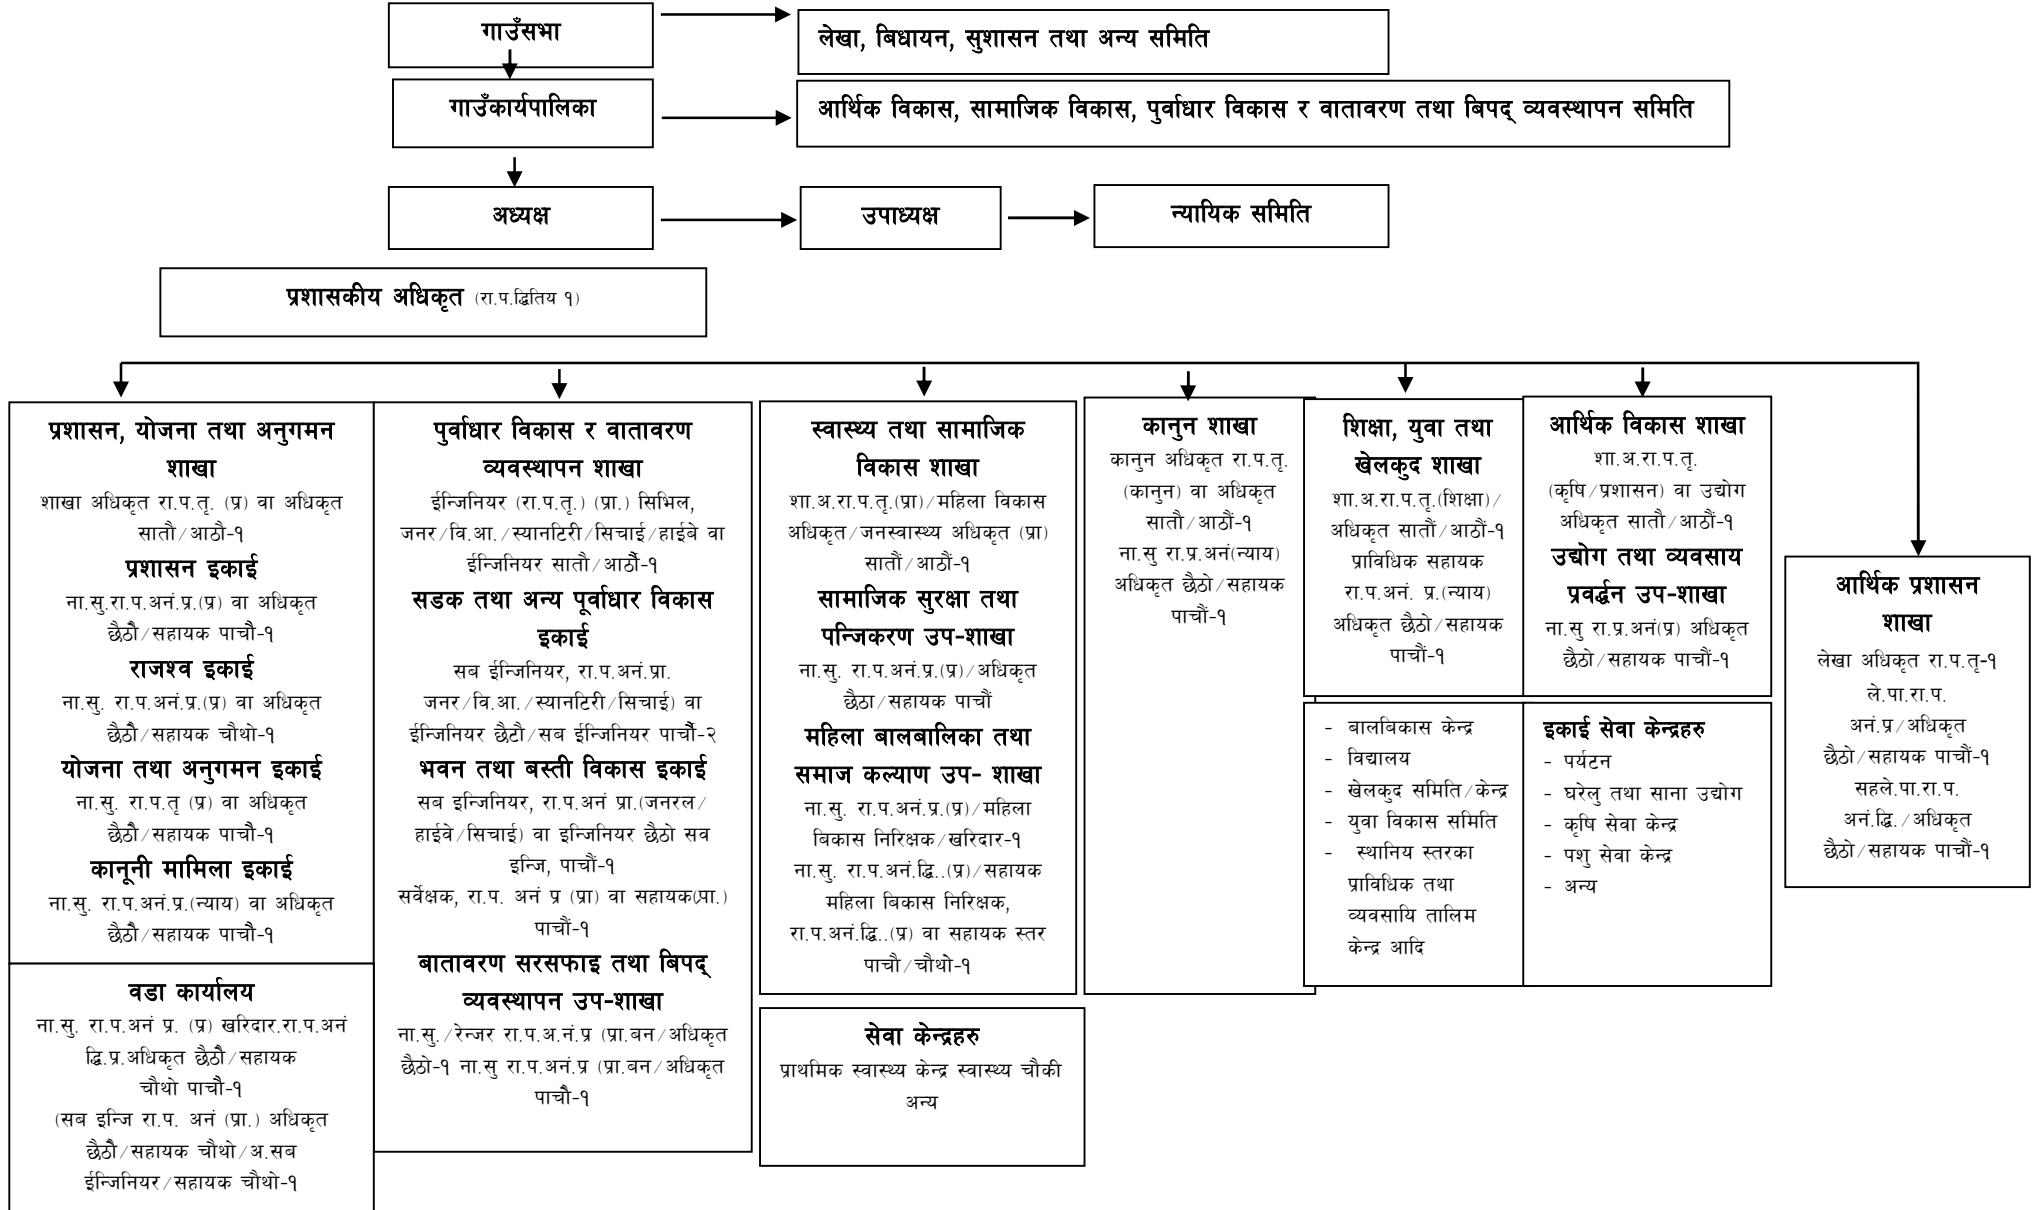 गाउँसभा
लेखा, बिधायन, सुशासन तथा अन्य समिति
गाउँकार्यपालिका
आर्थिक विकास, सामाजिक विकास, पुर्वाधार विकास र वातावरण तथा बिपद् व्यवस्थापन समिति
अध्यक्ष
उपाध्यक्ष
न्यायिक समिति
प्रशासकीय अधिकृत (रा.प.द्धितिय १)
प्रशासन, योजना तथा अनुगमन
शाखा
शाखा अधिकृत रा.प.तृ. (प्र) वा अधिकृत
सातौ/आठौ-१
प्रशासन इकाई
ना.सु.रा.प.अनं.प्र.(प्र) वा अधिकृत
छैठौ/सहायक पाचौ-१
राजश्व इकाई
ना.सु. रा.प.अनं.प्र.(प्र) वा अधिकृत
छैठौ/सहायक चौथो-१
योजना तथा अनुगमन इकाई
ना.सु. रा.प.तृ (प्र) वा अधिकृत
छैठौ/सहायक पाचौ-१
कानूनी मामिला इकाई
ना.सु. रा.प.अनं.प्र.(न्याय) वा अधिकृत
छैठौ/सहायक पाचौ-१
वडा कार्यालय
ना.सु. रा.प.अनं प्र. (प्र) खरिदार.रा.प.अनं
द्धि.प्र.अधिकृत छैठौ/सहायक
चौथो पाचौ-१
(सब इन्जि रा.प. अनं (प्रा.) अधिकृत
छैठौ/सहायक चौथो/अ.सब
ईन्जिनियर/सहायक चौथो-१
पुर्वाधार विकास र वातावरण
व्यवस्थापन शाखा
ईन्जिनियर (रा.प.तृ.) (प्रा.) सिभिल,
जनर/वि.आ./स्यानटिरी/सिचाई/हाईबे वा
ईन्जिनियर सातौ/आठौं-१
सडक तथा अन्य पूर्वाधार विकास
इकाई
सब ईन्जिनियर, रा.प.अनं.प्रा.
जनर/वि.आ./स्यानटिरी/सिचाई) वा
ईन्जिनियर छैटौ/सब ईन्जिनियर पाचौं-२
भवन तथा बस्ती विकास इकाई
सब इन्जिनियर, रा.प.अनं प्रा.(जनरल/
हाईवे/सिचाई) वा इन्जिनियर छैठो सव
इन्जि, पाचौं-१
सर्वेक्षक, रा.प. अनं प्र (प्रा) वा सहायक(प्रा.)
पाचौं-१
बातावरण सरसफाइ तथा बिपद्
व्यवस्थापन उप-शाखा
ना.सु./रेन्जर रा.प.अ.नं.प्र (प्रा.बन/अधिकृत
छैठो-१ ना.सु रा.प.अनं.प्र (प्रा.बन/अधिकृत
पाचौ-१
स्वास्थ्य तथा सामाजिक
विकास शाखा
शा.अ.रा.प.तृ.(प्रा)/महिला विकास
अधिकृत/जनस्वास्थ्य अधिकृत (प्रा)
सातौं/आठौं-१
सामाजिक सुरक्षा तथा
पन्जिकरण उप-शाखा
ना.सु. रा.प.अनं.प्र.(प्र)/अधिकृत
छैठा/सहायक पाचौं
महिला बालबालिका तथा
समाज कल्याण उप- शाखा
ना.सु. रा.प.अनं.प्र.(प्र)/महिला
बिकास निरिक्षक/खरिदार-१
ना.सु. रा.प.अनं.द्धि..(प्र)/सहायक
महिला बिकास निरिक्षक,
रा.प.अनं.द्धि..(प्र) वा सहायक स्तर
पाचौ/चौथो-१
सेवा केन्द्रहरु
प्राथमिक स्वास्थ्य केन्द्र स्वास्थ्य चौकी
अन्य
कानुन शाखा
कानुन अधिकृत रा.प.तृ.
(कानुन) वा अधिकृत
सातौ/आठौं-१
ना.सु रा.प्र.अनं(न्याय)
अधिकृत छैठो/सहायक
पाचौं-१
शिक्षा, युवा तथा
खेलकुद शाखा
शा.अ.रा.प.तृ.(शिक्षा)/
अधिकृत सातौं/आठौं-१
प्राविधिक सहायक
रा.प.अनं. प्र.(न्याय)
अधिकृत छैठो/सहायक
पाचौं-१
- बालबिकास केन्द्र
- विद्यालय
- खेलकुद समिति/केन्द्र
- युवा विकास समिति
- स्थानिय स्तरका
प्राविधिक तथा
व्यवसायि तालिम
केन्द्र आदि
आर्थिक विकास शाखा
शा.अ.रा.प.तृ.
(कृषि/प्रशासन) वा उद्योग
अधिकृत सातौ/आठौं-१
उद्योग तथा व्यवसाय
प्रवर्द्धन उप-शाखा
ना.सु रा.प्र.अनं(प्र) अधिकृत
छैठो/सहायक पाचौं-१
इकाई सेवा केन्द्रहरु
- पर्यटन
- घरेलु तथा साना उद्योग
- कृषि सेवा केन्द्र
- पशु सेवा केन्द्र
- अन्य
आर्थिक प्रशासन
शाखा
लेखा अधिकृत रा.प.तृ-१
ले.पा.रा.प.
अनं.प्र/अधिकृत
छैठो/सहायक पाचौं-१
सहले.पा.रा.प.
अनं.द्धि./अधिकृत
छैठो/सहायक पाचौं-१